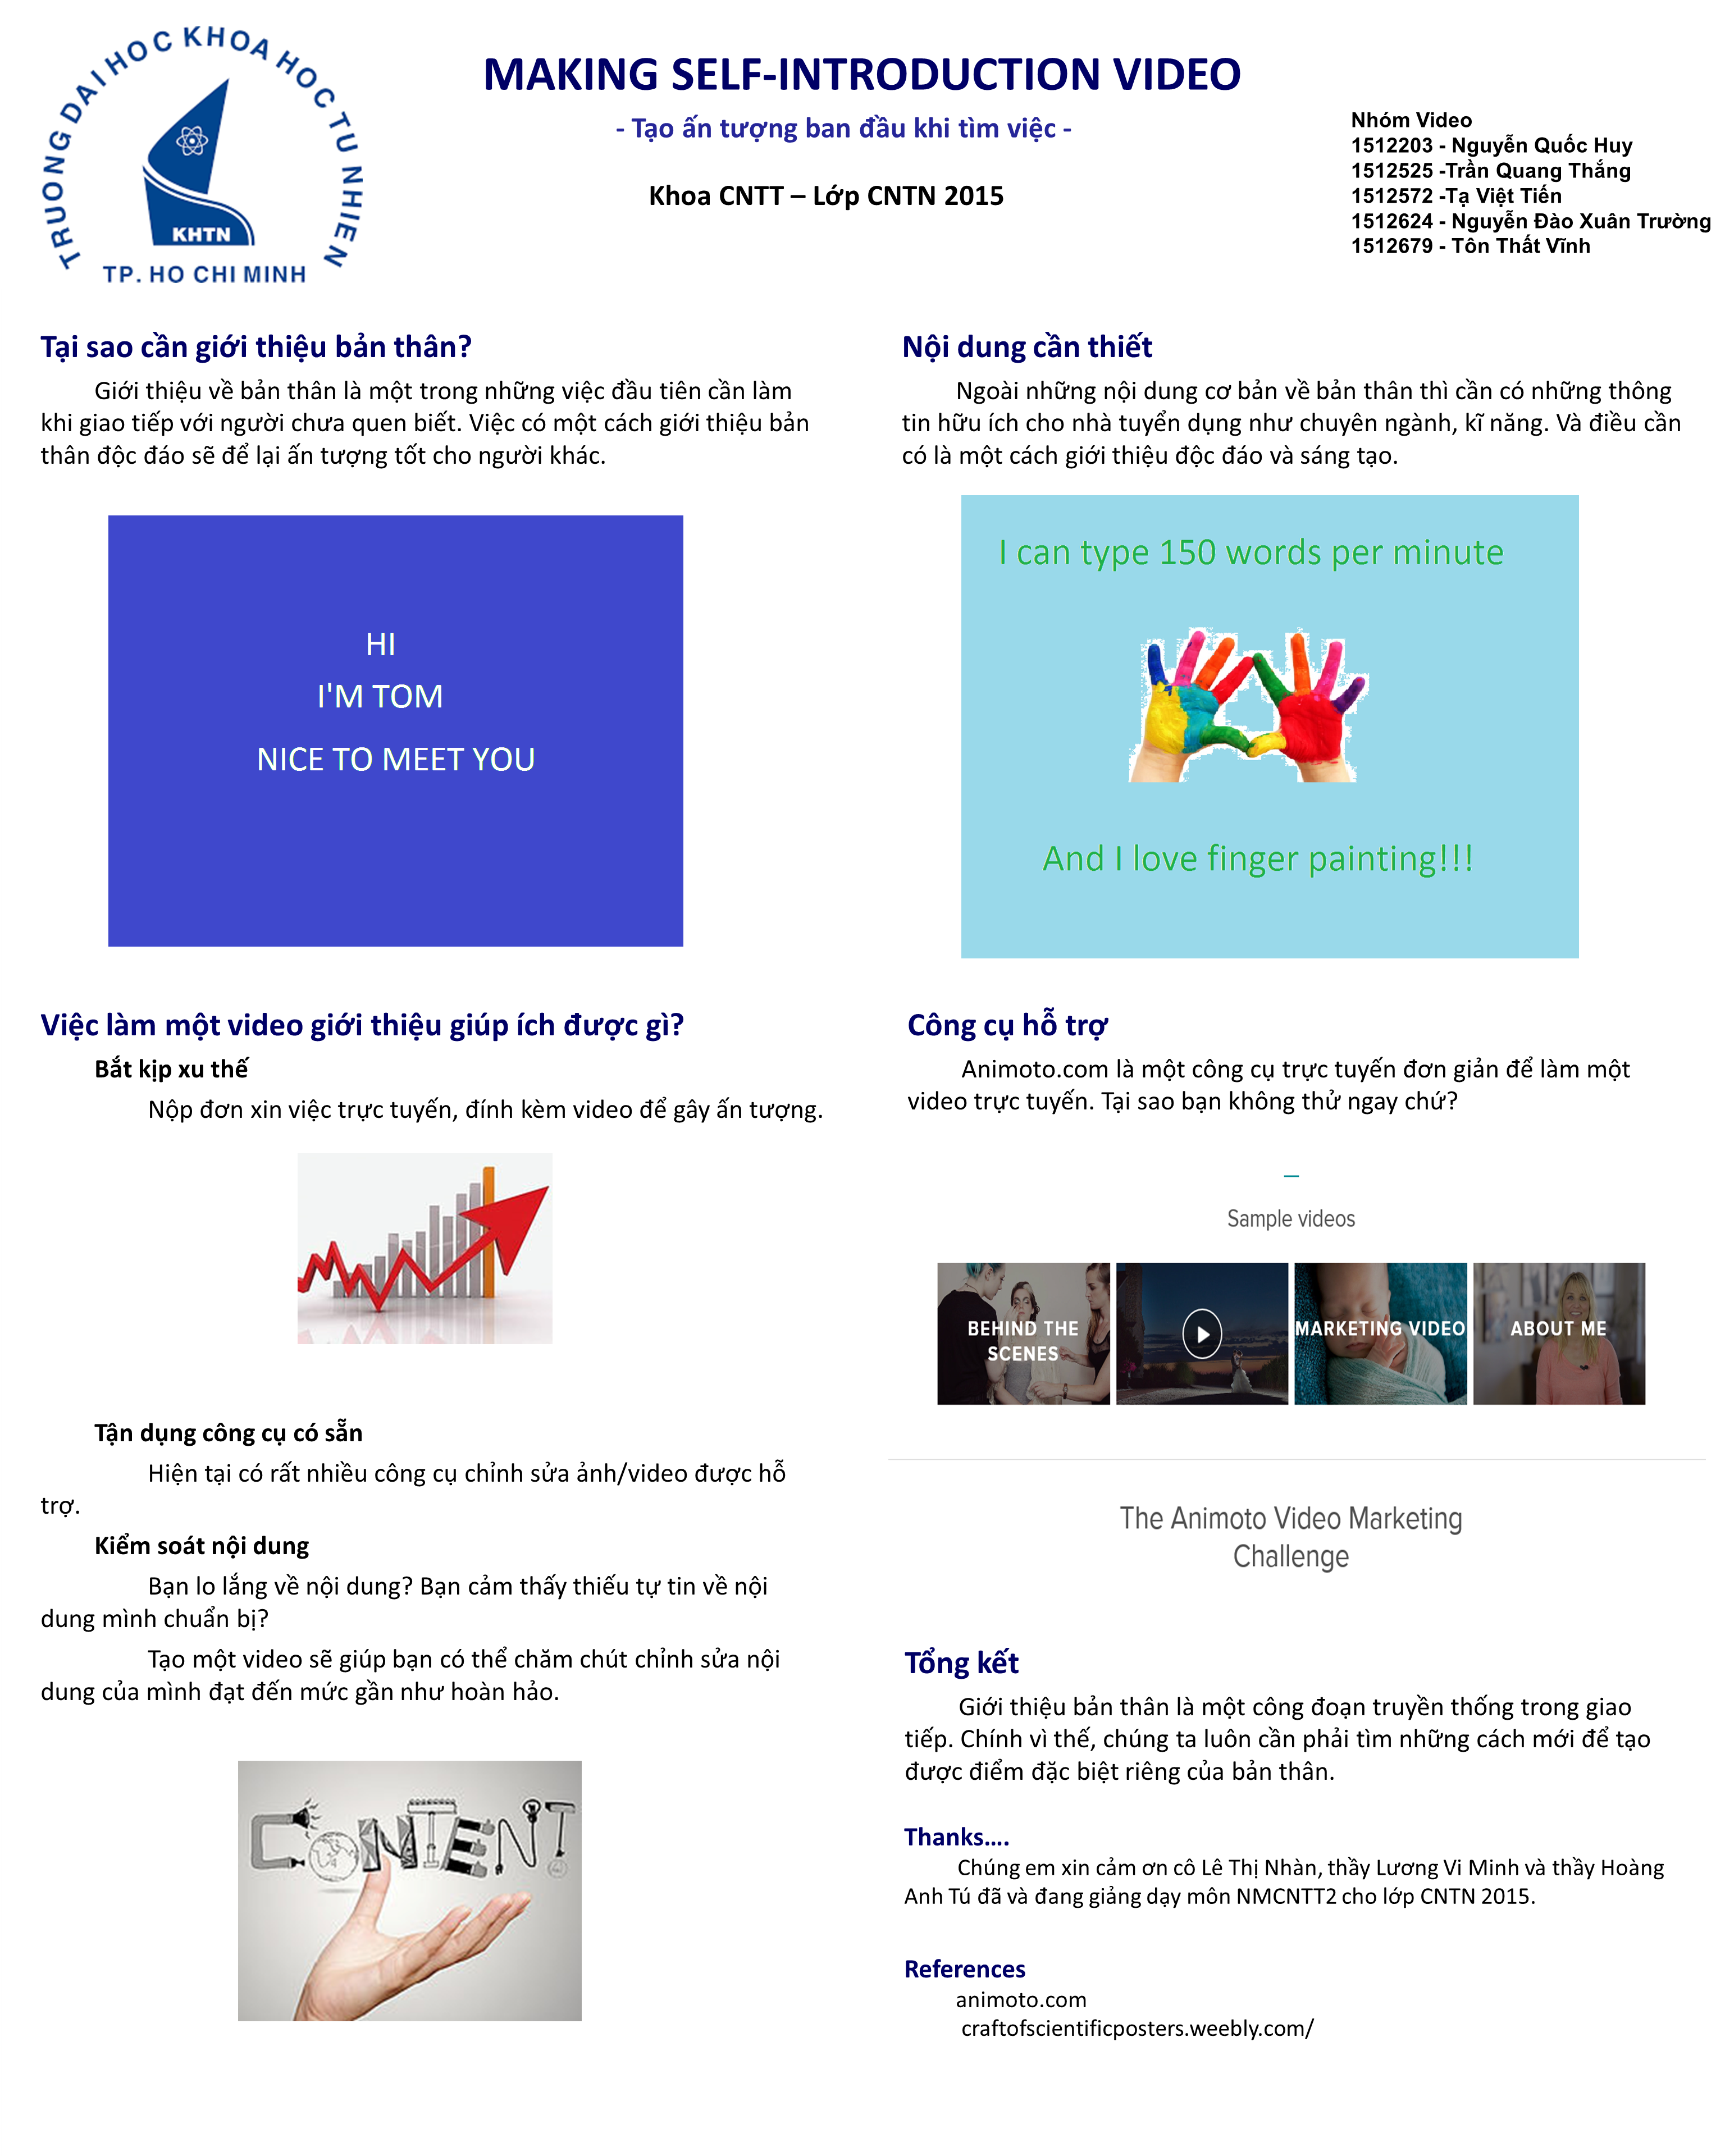 TRUONG DAI HOC KHOA HOC TU NHIEN
KHTN
TP. HO CHI MINH
MAKING SELF-INTRODUCTION VIDEO
- Tạo ấn tượng ban đầu khi tìm việc -
Khoa CNTT – Lớp CNTN 2015
Nhóm Video
1512203 - Nguyễn Quốc Huy
1512525 -Trần Quang Thắng
1512572 -Tạ Việt Tiến
1512624 - Nguyễn Đào Xuân Trường
1512679 - Tôn Thất Vĩnh
Tại sao cần giới thiệu bản thân?
Giới thiệu về bản thân là một trong những việc đầu tiên cần làm
khi giao tiếp với người chưa quen biết. Việc có một cách giới thiệu bản
thân độc đáo sẽ để lại ấn tượng tốt cho người khác.
HI
I'M TOM
NICE TO MEET YOU
Việc làm một video giới thiệu giúp ích được gì?
Bắt kịp xu thế
Nộp đơn xin việc trực tuyến, đính kèm video để gây ấn tượng.
Tận dụng công cụ có sẵn
Hiện tại có rất nhiều công cụ chỉnh sửa ảnh/video được hỗ
trợ.
Kiểm soát nội dung
Bạn lo lắng về nội dung? Bạn cảm thấy thiếu tự tin về nội
dung mình chuẩn bị?
Tạo một video sẽ giúp bạn có thể chăm chút chỉnh sửa nội
dung của mình đạt đến mức gần như hoàn hảo.
CONTENT
Nội dung cần thiết
Ngoài những nội dung cơ bản về bản thân thì cần có những thông
tin hữu ích cho nhà tuyển dụng như chuyên ngành, kĩ năng. Và điều cần
có là một cách giới thiệu độc đáo và sáng tạo.
I can type 150 words per minute
And I love finger painting!!!
Công cụ hỗ trợ
Animoto.com là một công cụ trực tuyến đơn giản để làm một
video trực tuyến. Tại sao bạn không thử ngay chứ?
Sample videos
BEHIND THE
SCENES
MARKETING VIDEO
ABOUT ME
The Animoto Video Marketing
Challenge
Tổng kết
Giới thiệu bản thân là một công đoạn truyền thống trong giao
tiếp. Chính vì thế, chúng ta luôn cần phải tìm những cách mới để tạo
được điểm đặc biệt riêng của bản thân.
Thanks....
Chúng em xin cảm ơn cô Lê Thị Nhàn, thầy Lương Vi Minh và thầy Hoàng
Anh Tú đã và đang giảng dạy môn NMCNTT2 cho lớp CNTN 2015.
References
animoto.com
craftofscientificposters.weebly.com/